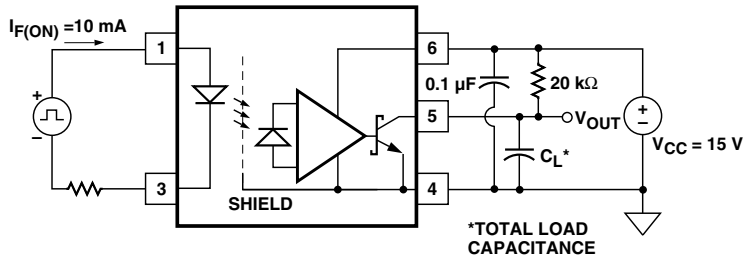 I_F(ON) =10 mA
1
6
0.1 µF
20 kΩ
+
–
5
V_OUT
+
–
V_CC = 15 V
C_L*
3
4
SHIELD
*TOTAL LOAD
CAPACITANCE